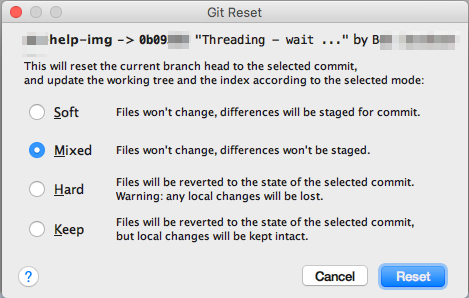 Git Reset
help-img -> 0b09 "Threading - wait ..." by B
This will reset the current branch head to the selected commit,
and update the working tree and the index according to the selected mode:
Soft Files won't change, differences will be staged for commit.
Mixed Files won't change, differences won't be staged.
Hard Files will be reverted to the state of the selected commit.
Warning: any local changes will be lost.
Keep Files will be reverted to the state of the selected commit,
but local changes will be kept intact.
? Cancel Reset